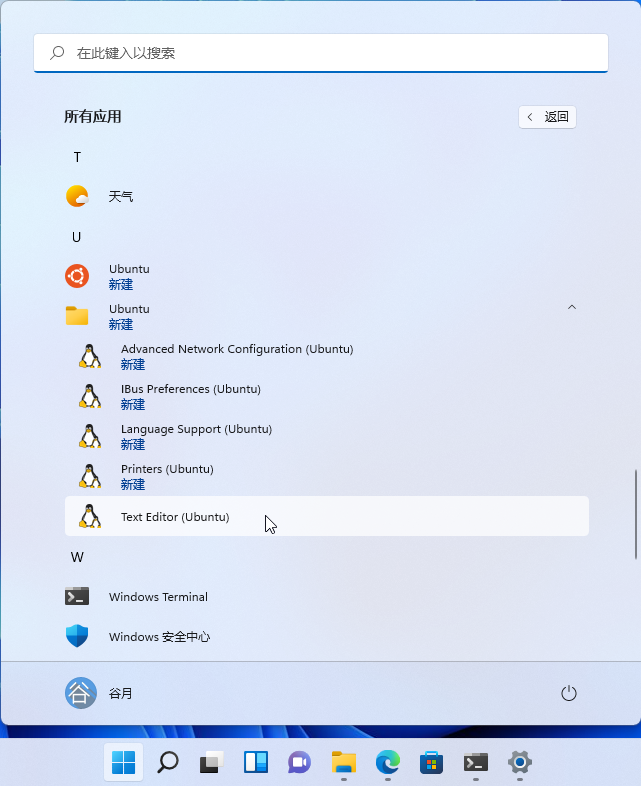 在此键入以搜索
所有应用
返回
T
天气
U
Ubuntu
新建
Ubuntu
新建
Advanced Network Configuration (Ubuntu)
新建
IBus Preferences (Ubuntu)
新建
Language Support (Ubuntu)
新建
Printers (Ubuntu)
新建
Text Editor (Ubuntu)
W
Windows Terminal
Windows 安全中心
谷
谷月